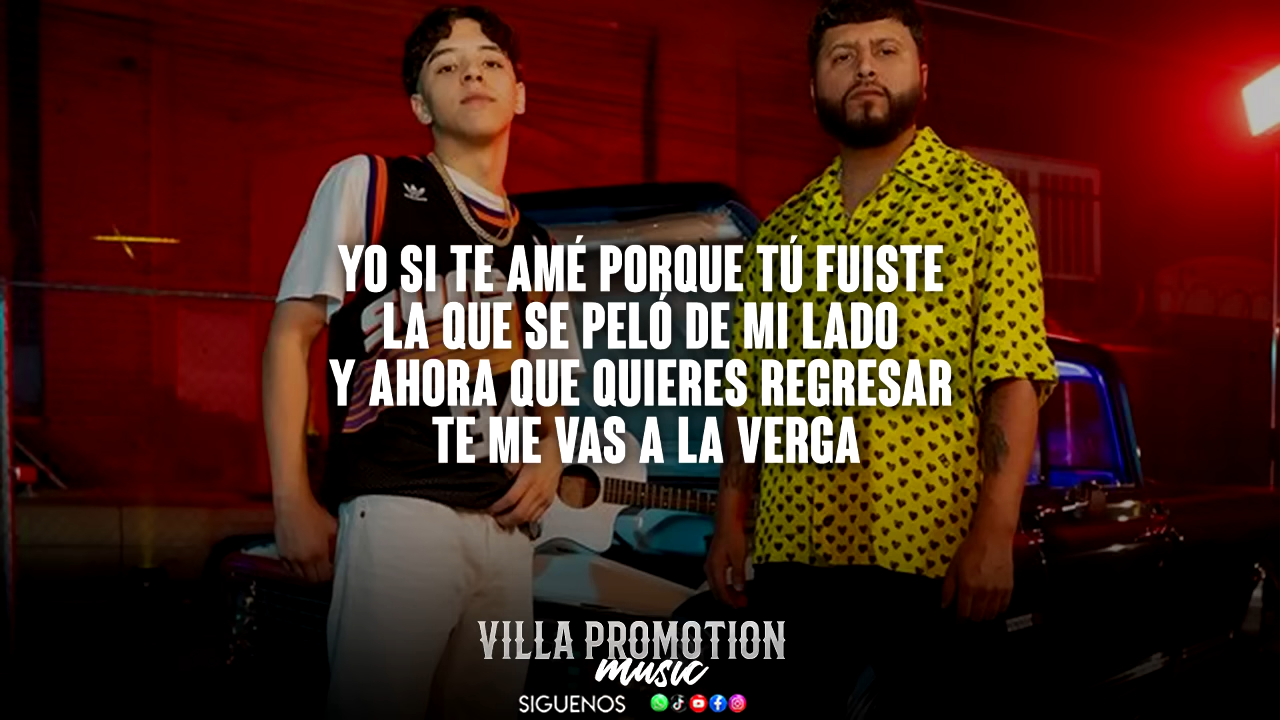 YO SI TE AMÉ PORQUE TÚ FUISTE
LA QUE SE PELÓ DE MI LADO
Y AHORA QUE QUIERES REGRESAR
TE ME VAS A LA VERGA
VILLA PROMOTION
music
SIGUENOS